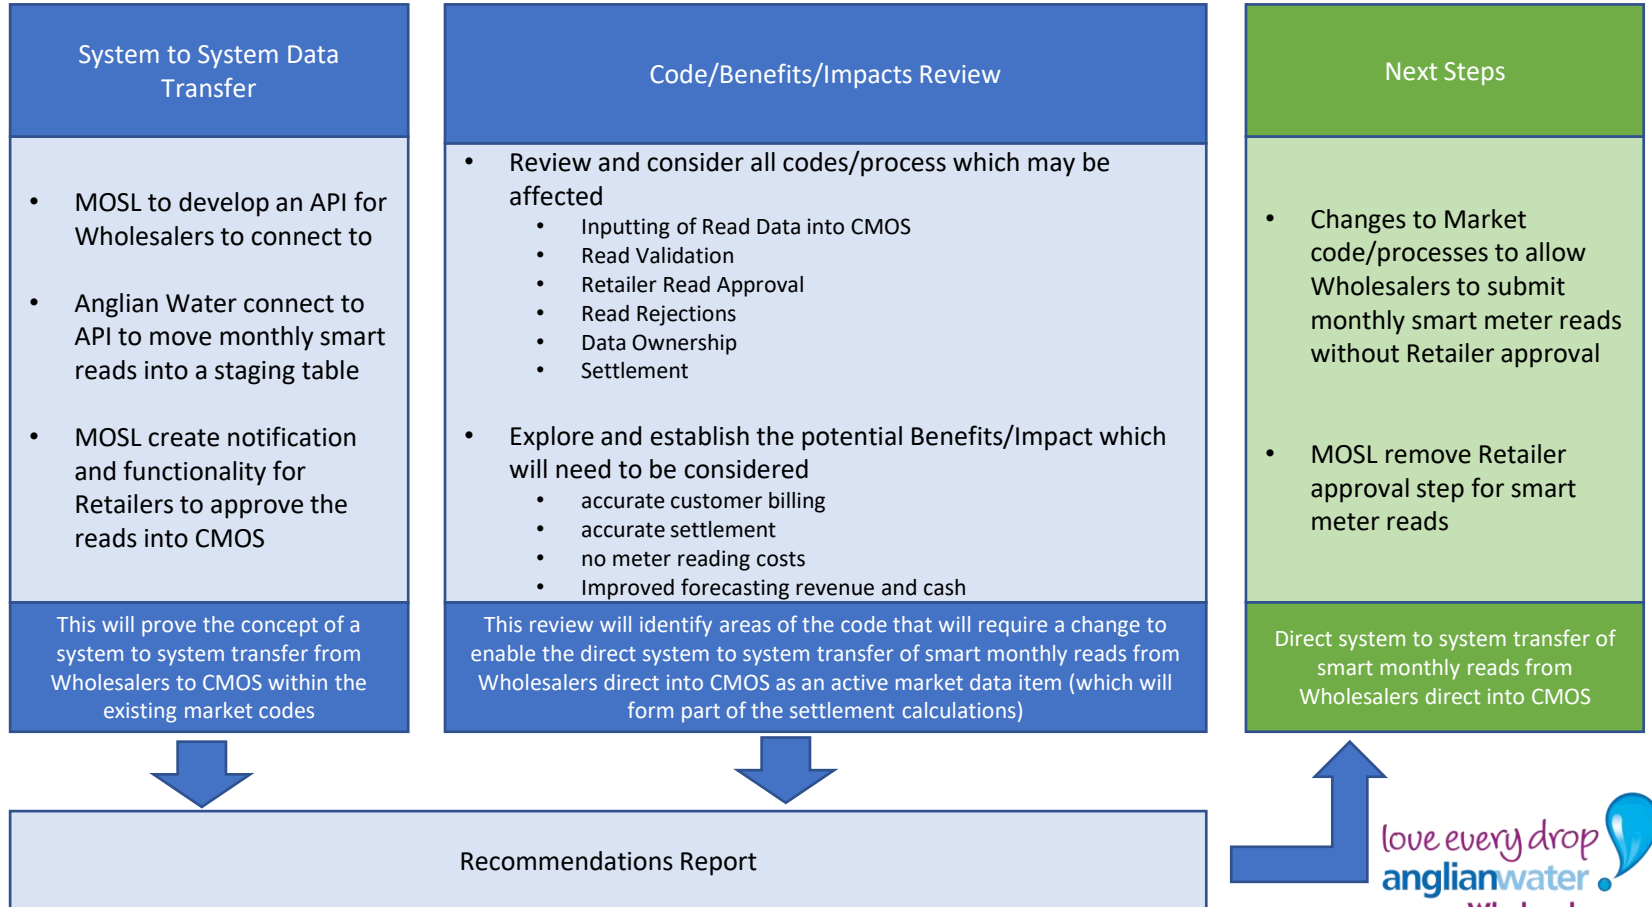 System to System Data
Transfer
• MOSL to develop an API for
Wholesalers to connect to
• Anglian Water connect to
API to move monthly smart
reads into a staging table
• MOSL create notification
and functionality for
Retailers to approve the
reads into CMOS
This will prove the concept of a
system to system transfer from
Wholesalers to CMOS within the
existing market codes
Code/Benefits/Impacts Review
• Review and consider all codes/process which may be
affected
• Inputting of Read Data into CMOS
• Read Validation
• Retailer Read Approval
• Read Rejections
• Data Ownership
• Settlement
• Explore and establish the potential Benefits/Impact which
will need to be considered
• accurate customer billing
• accurate settlement
• no meter reading costs
• Improved forecasting revenue and cash
This review will identify areas of the code that will require a change to
enable the direct system to system transfer of smart monthly reads from
Wholesalers direct into CMOS as an active market data item (which will
form part of the settlement calculations)
Next Steps
• Changes to Market
code/processes to allow
Wholesalers to submit
monthly smart meter reads
without Retailer approval
• MOSL remove Retailer
approval step for smart
meter reads
Direct system to system transfer of
smart monthly reads from
Wholesalers direct into CMOS
Recommendations Report
love every drop
anglianwater